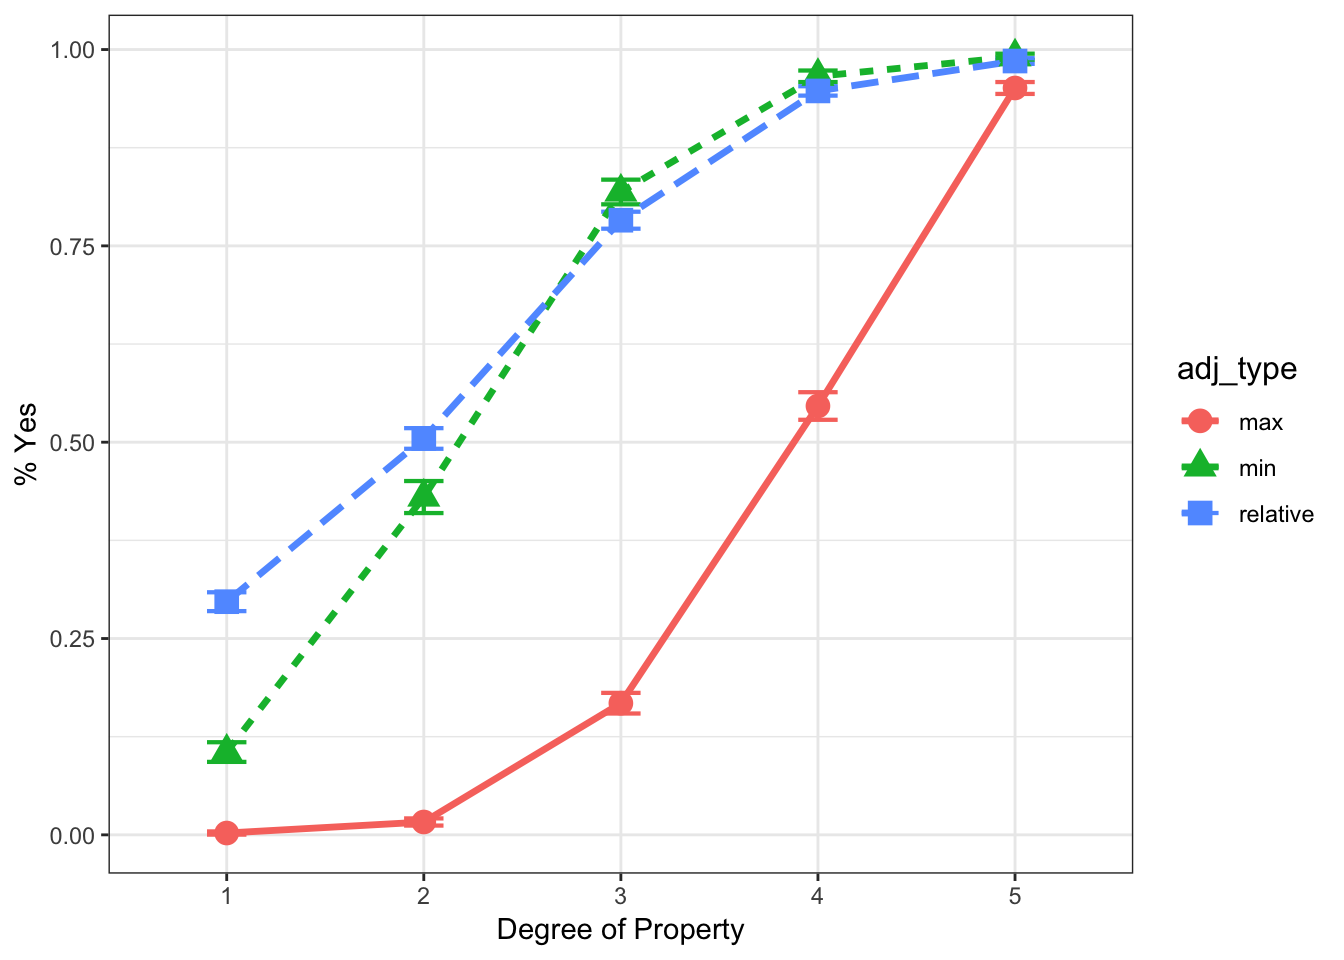 1.00
0.75
0.50
0.25
0.00
% Yes
1 2 3 4 5
Degree of Property
adj_type
max
min
relative